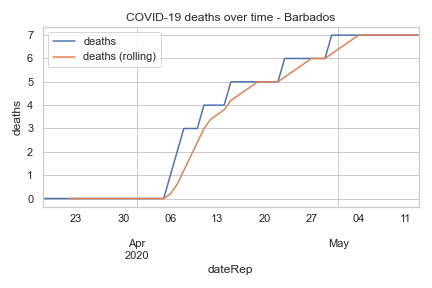 COVID-19 deaths over time - Barbados
deaths
deaths (rolling)
7
6
5
4
3
2
1
0
deaths
23 30 06 13 20 27 04 11
Apr May
2020
dateRep